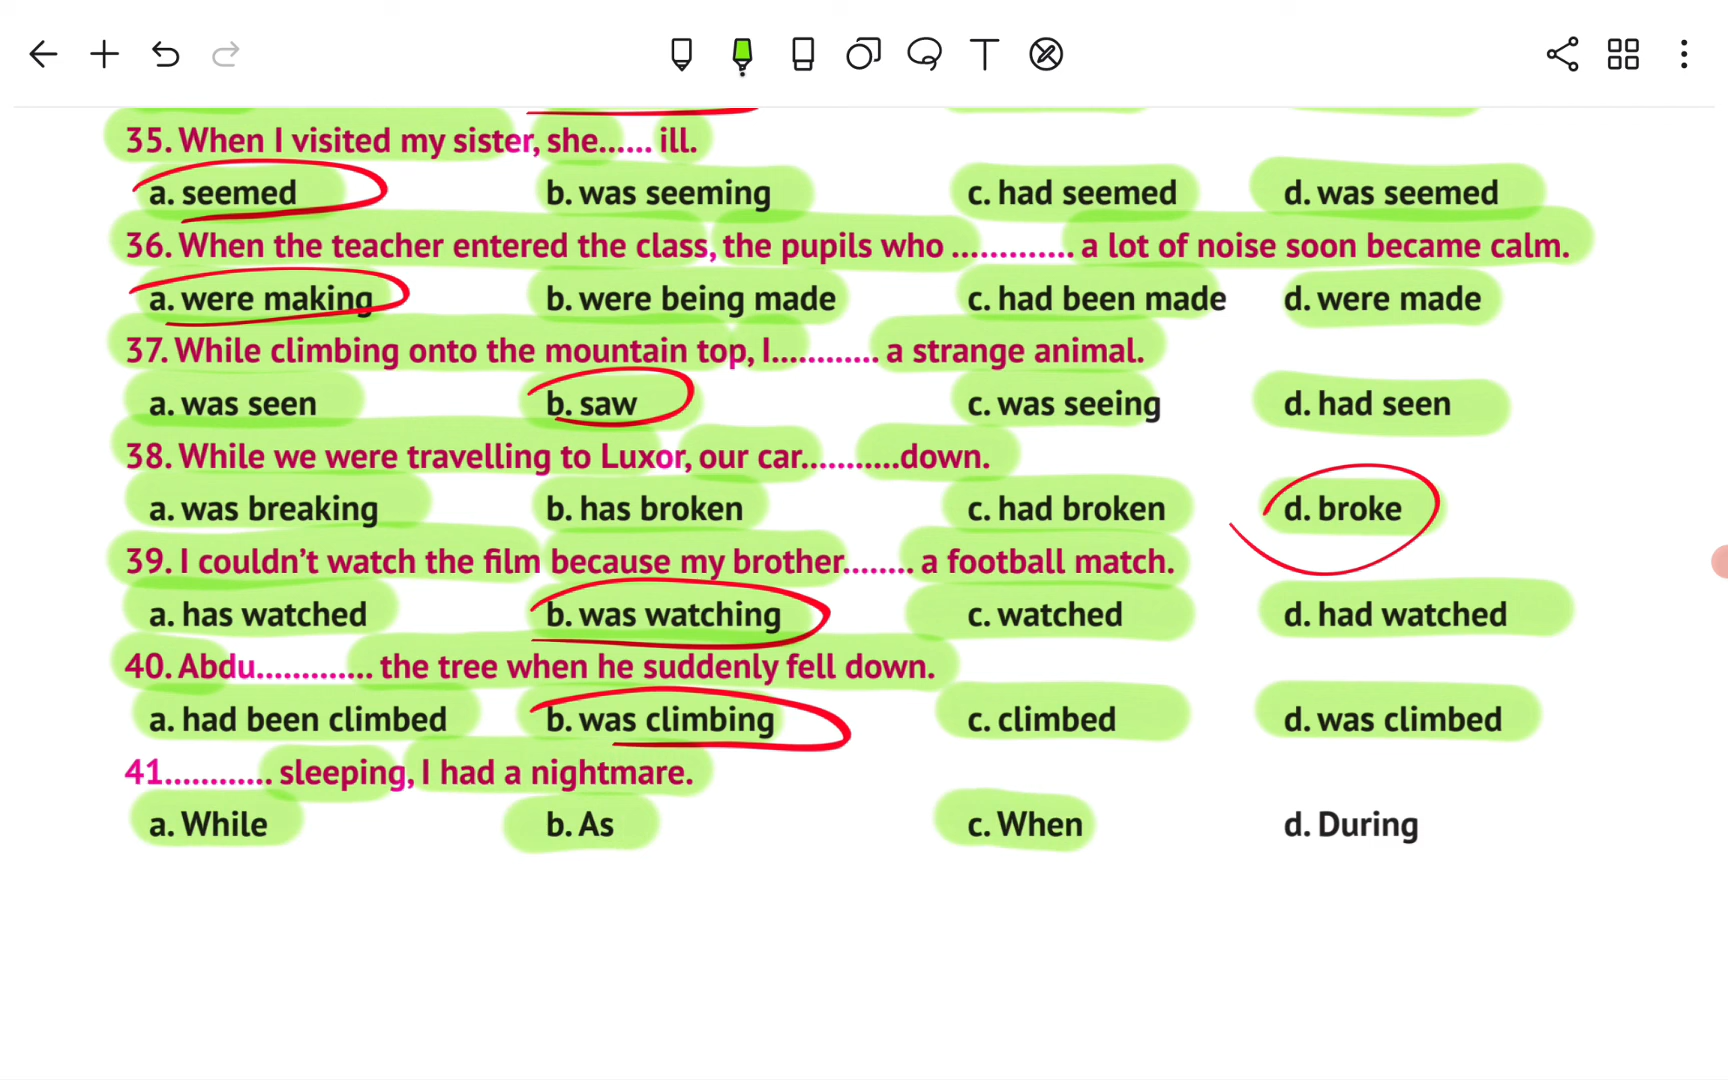 35. When I visited my sister, she...... ill.
a. seemed b. was seeming c. had seemed d. was seemed
36. When the teacher entered the class, the pupils who ............. a lot of noise soon became calm.
a. were making b. were being made c. had been made d. were made
37. While climbing onto the mountain top, I............ a strange animal.
a. was seen b. saw c. was seeing d. had seen
38. While we were travelling to Luxor, our car...........down.
a. was breaking b. has broken c. had broken d. broke
39. I couldn’t watch the film because my brother........ a football match.
a. has watched b. was watching c. watched d. had watched
40. Abdu............. the tree when he suddenly fell down.
a. had been climbed b. was climbing c. climbed d. was climbed
41............ sleeping, I had a nightmare.
a. While b. As c. When d. During